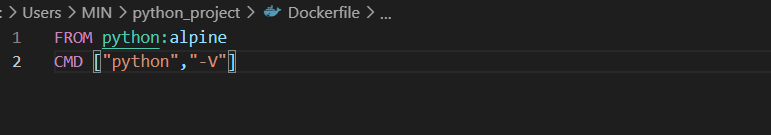 : > Users > MIN > python_project > Dockerfile > ...
1 FROM python:alpine
2 CMD ["python","-V"]